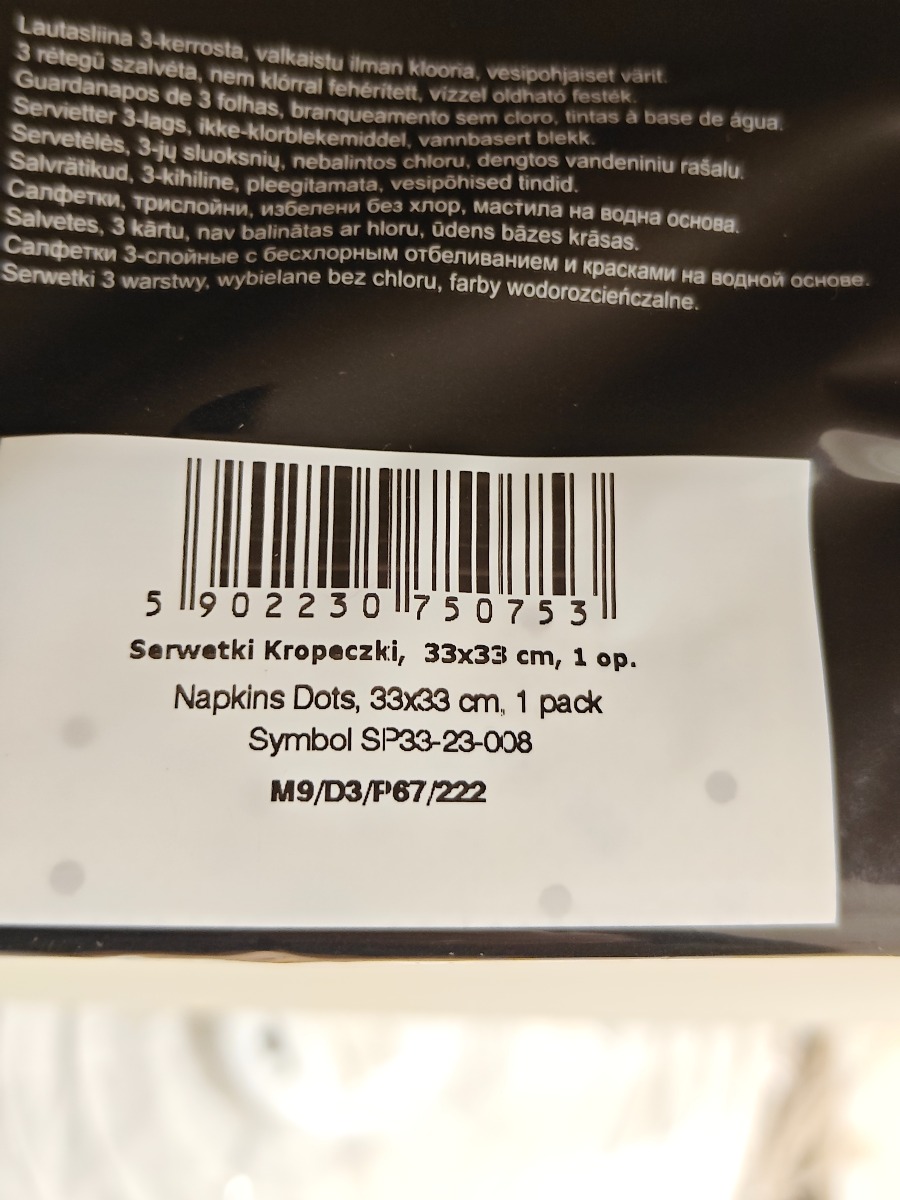 Lautasliina 3-kerrosta, valkaistu ilman klooria, vesipohjaiset värit.
3 rétegű szalvéta, nem klórral fehérített, vízzel oldható festék.
Guardanapos de 3 folhas, branqueamento sem cloro, tintas à base de água.
Servietter 3-lags, ikke-klorblekemiddel, vannbasert blekk.
Servetėlės, 3-jų sluoksnių, nebalintos chloru, dengtos vandeniniu rašalu.
Salvrätikud, 3-kihiline, pleegitamata, vesipõhised tindid.
Салфетки, трислойни, избелени без хлор, мастила на водна основа.
Salvetes, 3 kārtu, nav balinātas ar hloru, ūdens bāzes krāsas.
Салфетки 3-слойные с бесхлорным отбеливанием и красками на водной основе.
Serwetki 3 warstwy, wybielane bez chloru, farby wodorozcieńczalne.
5 902230 750753
Serwetki Kropeczki, 33x33 cm, 1 op.
Napkins Dots, 33x33 cm, 1 pack
Symbol SP33-23-008
M9/D3/P67/222